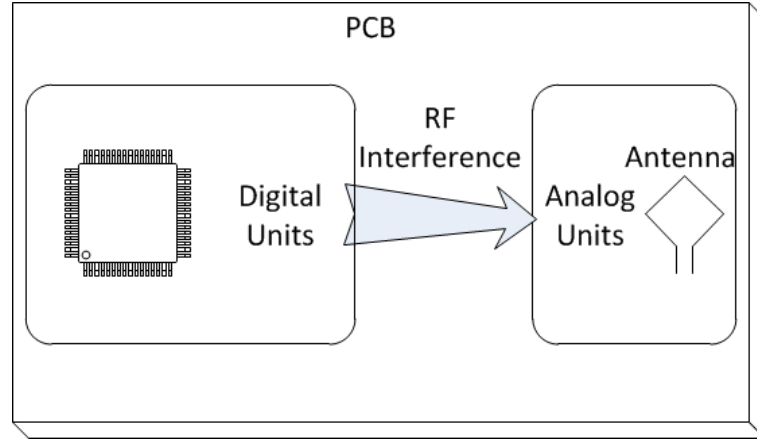 PCB
RF
Interference
Antenna
Digital
Units
Analog
Units